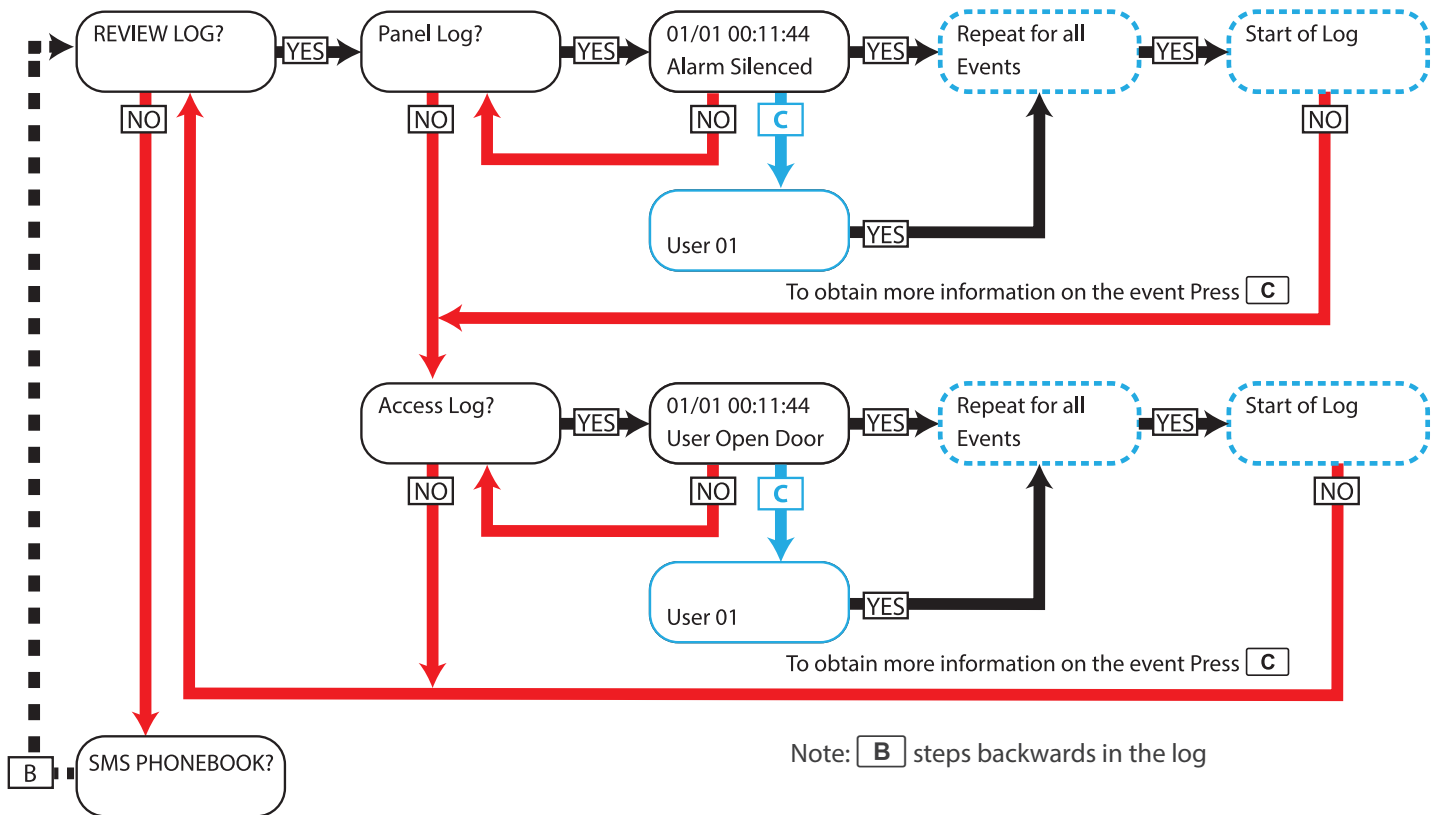 REVIEW LOG?
YES
Panel Log?
YES
01/01 00:11:44
Alarm Silenced
YES
Repeat for all
Events
YES
Start of Log
NO
NO
NO
C
NO
User 01
YES
To obtain more information on the event Press C
Access Log?
YES
01/01 00:11:44
User Open Door
YES
Repeat for all
Events
YES
Start of Log
NO
NO
C
NO
User 01
YES
To obtain more information on the event Press C
SMS PHONEBOOK?
B
Note: B steps backwards in the log